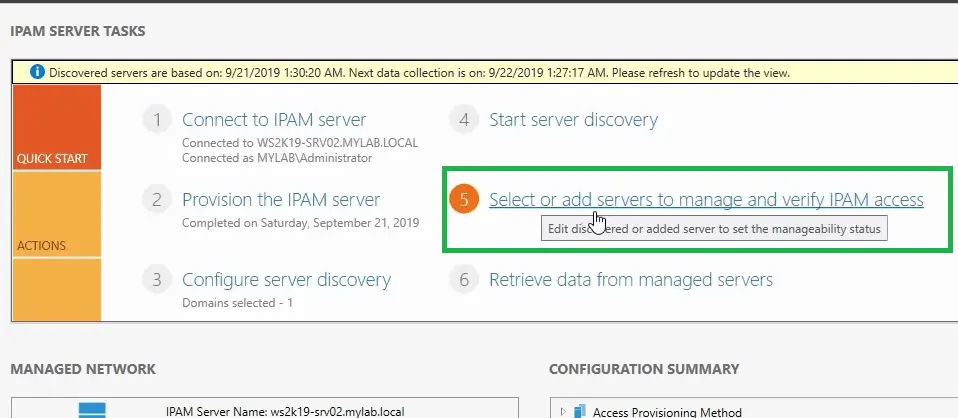 IPAM SERVER TASKS
Discovered servers are based on: 9/21/2019 1:30:20 AM. Next data collection is on: 9/22/2019 1:27:17 AM. Please refresh to update the view.
QUICK START
ACTIONS
1 Connect to IPAM server
Connected to WS2K19-SRV02.MYLAB.LOCAL
Connected as MYLAB\Administrator
2 Provision the IPAM server
Completed on Saturday, September 21, 2019
3 Configure server discovery
Domains selected - 1
4 Start server discovery
5 Select or add servers to manage and verify IPAM access
Edit discovered or added server to set the manageability status
6 Retrieve data from managed servers
MANAGED NETWORK
IPAM Server Name: ws2k19-srv02.mylab.local
CONFIGURATION SUMMARY
Access Provisioning Method